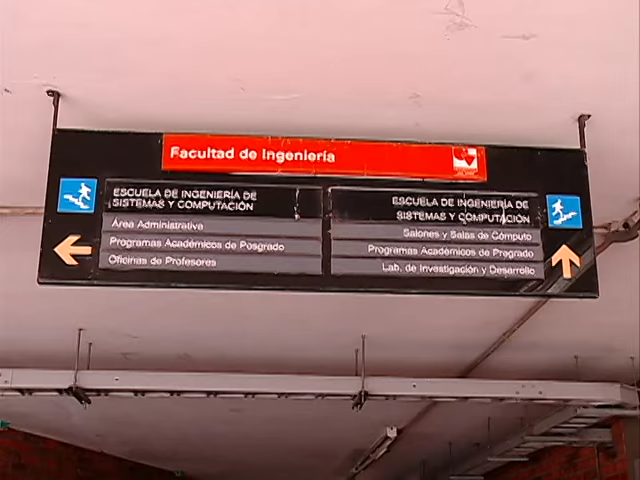 Facultad de Ingeniería
ESCUELA DE INGENIERÍA DE
SISTEMAS Y COMPUTACIÓN
Área Administrativa
Programas Académicos de Posgrado
Oficinas de Profesores
ESCUELA DE INGENIERÍA DE
SISTEMAS Y COMPUTACIÓN
Salones y Salas de Cómputo
Programas Académicos de Pregrado
Lab. de Investigación y Desarrollo